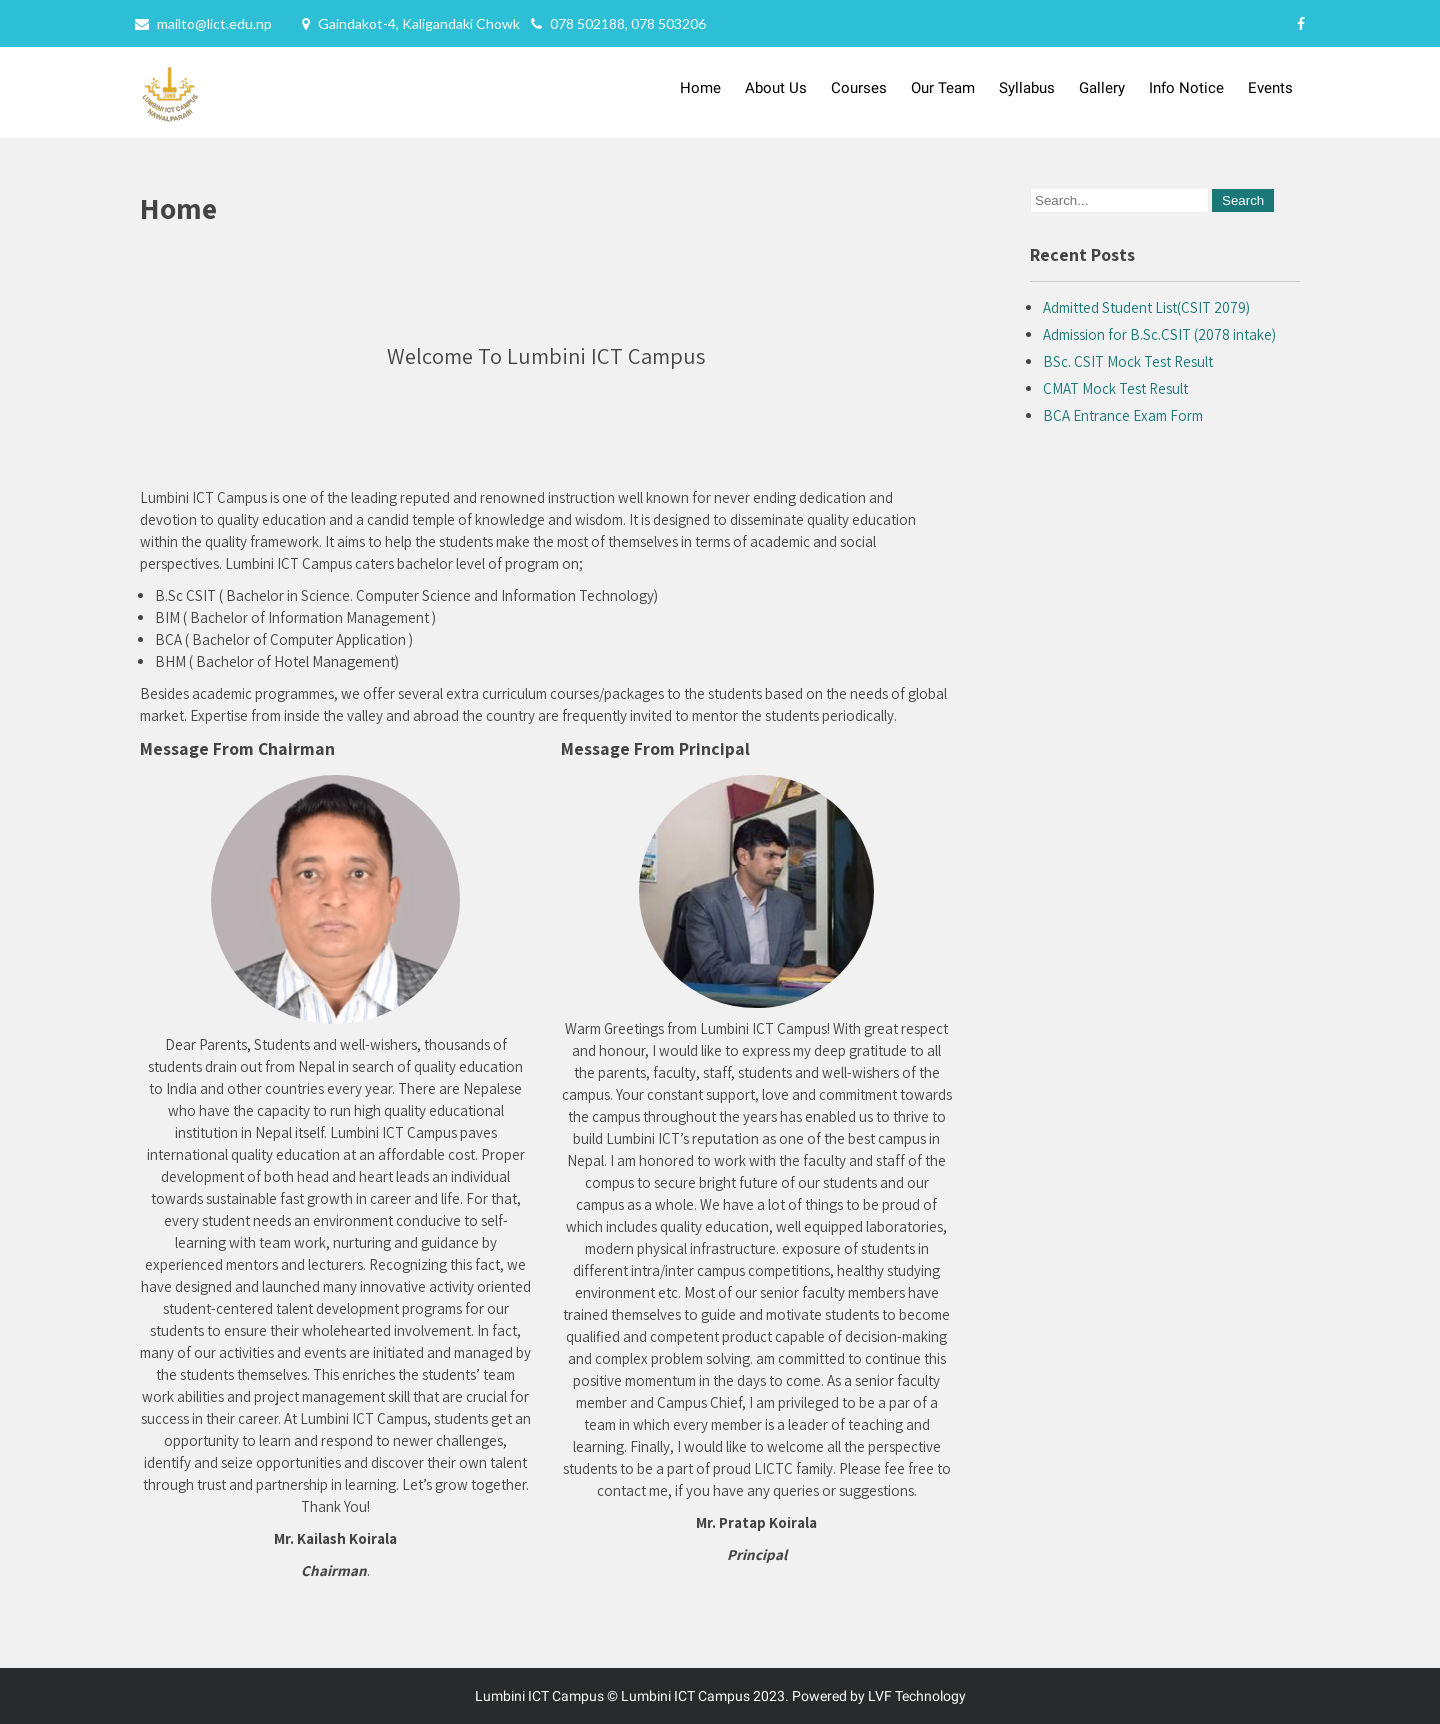 mailto@lict.edu.np Gaindakot-4, Kaligandaki Chowk 078 502188, 078 503206
LUMBINI ICT CAMPUS
NAWALPARASI
Home About Us Courses Our Team Syllabus Gallery Info Notice Events
Home
Welcome To Lumbini ICT Campus
Lumbini ICT Campus is one of the leading reputed and renowned instruction well known for never ending dedication and
devotion to quality education and a candid temple of knowledge and wisdom. It is designed to disseminate quality education
within the quality framework. It aims to help the students make the most of themselves in terms of academic and social
perspectives. Lumbini ICT Campus caters bachelor level of program on;
B.Sc CSIT ( Bachelor in Science. Computer Science and Information Technology)
BIM ( Bachelor of Information Management )
BCA ( Bachelor of Computer Application )
BHM ( Bachelor of Hotel Management)
Besides academic programmes, we offer several extra curriculum courses/packages to the students based on the needs of global
market. Expertise from inside the valley and abroad the country are frequently invited to mentor the students periodically.
Message From Chairman
Dear Parents, Students and well-wishers, thousands of
students drain out from Nepal in search of quality education
to India and other countries every year. There are Nepalese
who have the capacity to run high quality educational
institution in Nepal itself. Lumbini ICT Campus paves
international quality education at an affordable cost. Proper
development of both head and heart leads an individual
towards sustainable fast growth in career and life. For that,
every student needs an environment conducive to self-
learning with team work, nurturing and guidance by
experienced mentors and lecturers. Recognizing this fact, we
have designed and launched many innovative activity oriented
student-centered talent development programs for our
students to ensure their wholehearted involvement. In fact,
many of our activities and events are initiated and managed by
the students themselves. This enriches the students’ team
work abilities and project management skill that are crucial for
success in their career. At Lumbini ICT Campus, students get an
opportunity to learn and respond to newer challenges,
identify and seize opportunities and discover their own talent
through trust and partnership in learning. Let’s grow together.
Thank You!
Mr. Kailash Koirala
Chairman.
Message From Principal
Warm Greetings from Lumbini ICT Campus! With great respect
and honour, I would like to express my deep gratitude to all
the parents, faculty, staff, students and well-wishers of the
campus. Your constant support, love and commitment towards
the campus throughout the years has enabled us to thrive to
build Lumbini ICT’s reputation as one of the best campus in
Nepal. I am honored to work with the faculty and staff of the
compus to secure bright future of our students and our
campus as a whole. We have a lot of things to be proud of
which includes quality education, well equipped laboratories,
modern physical infrastructure. exposure of students in
different intra/inter campus competitions, healthy studying
environment etc. Most of our senior faculty members have
trained themselves to guide and motivate students to become
qualified and competent product capable of decision-making
and complex problem solving. am committed to continue this
positive momentum in the days to come. As a senior faculty
member and Campus Chief, I am privileged to be a par of a
team in which every member is a leader of teaching and
learning. Finally, I would like to welcome all the perspective
students to be a part of proud LICTC family. Please fee free to
contact me, if you have any queries or suggestions.
Mr. Pratap Koirala
Principal
Search... Search
Recent Posts
Admitted Student List(CSIT 2079)
Admission for B.Sc.CSIT (2078 intake)
BSc. CSIT Mock Test Result
CMAT Mock Test Result
BCA Entrance Exam Form
Lumbini ICT Campus © Lumbini ICT Campus 2023. Powered by LVF Technology